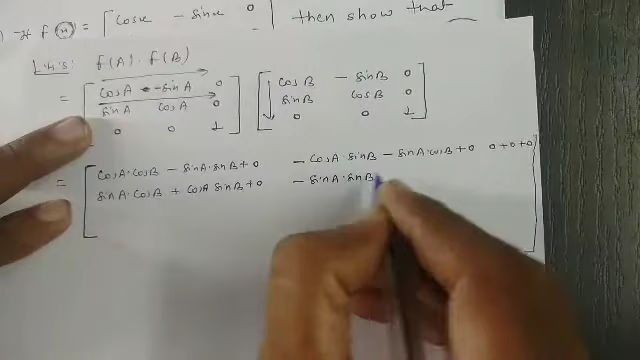 If f(x) = [ cosx - sinx 0 ] then show that
L.H.S: f(A) · f(B)
= [ cosA - sinA 0 ] [ cosB - sinB 0 ]
sinA cosA 0 sinB cosB 0
0 0 1 0 0 1
= [ cosA·cosB - sinA·sinB + 0 - cosA·sinB - sinA·cosB + 0 0+0+0 ]
sinA·cosB + cosA sinB + 0 - sinA·sinB